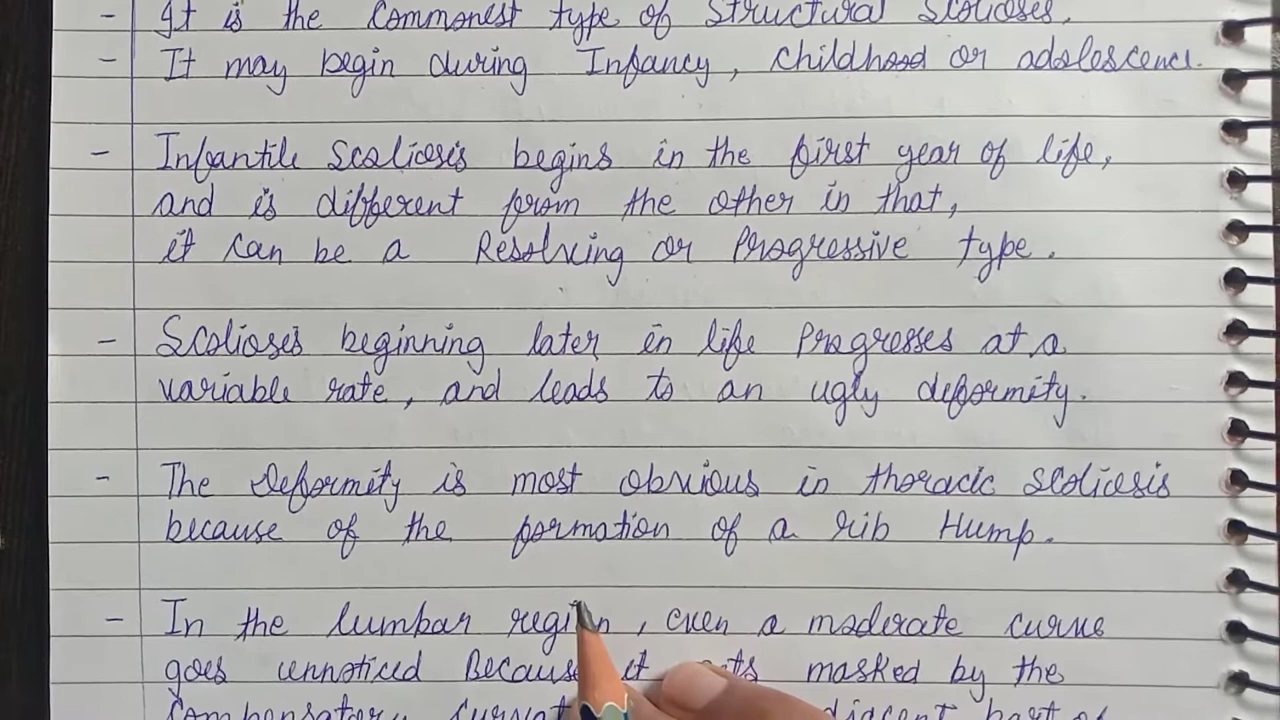 - It is the Commonest type of Structural Scolioses.
- It may begin during Infancy, childhood or adolescence.
- Infantile Scoliosis begins in the first year of life,
and is different from the other in that,
it can be a Resolving or Progressive type.
- Scoliosis beginning later in life Progresses at a
variable rate, and leads to an ugly deformity.
- The deformity is most obvious in thoracic scoliosis
because of the formation of a rib Hump.
- In the lumbar region, even a moderate curve
goes unnoticed Because it gets masked by the
part of